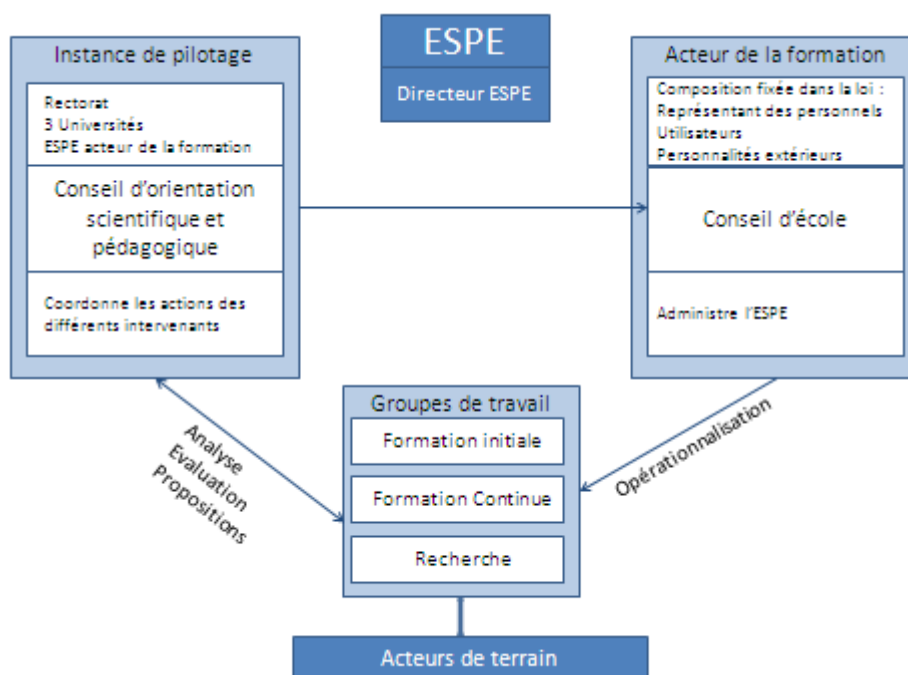 ESPE
Directeur ESPE
Instance de pilotage
Rectorat
3 Universités
ESPE acteur de la formation
Conseil d'orientation
scientifique et
pédagogique
Coordonne les actions des
différents intervenants
Acteur de la formation
Composition fixée dans la loi :
Représentant des personnels
Utilisateurs
Personnalités extérieurs
Conseil d'école
Administre l'ESPE
Analyse
Evaluation
Propositions
Opérationnalisation
Groupes de travail
Formation initiale
Formation Continue
Recherche
Acteurs de terrain